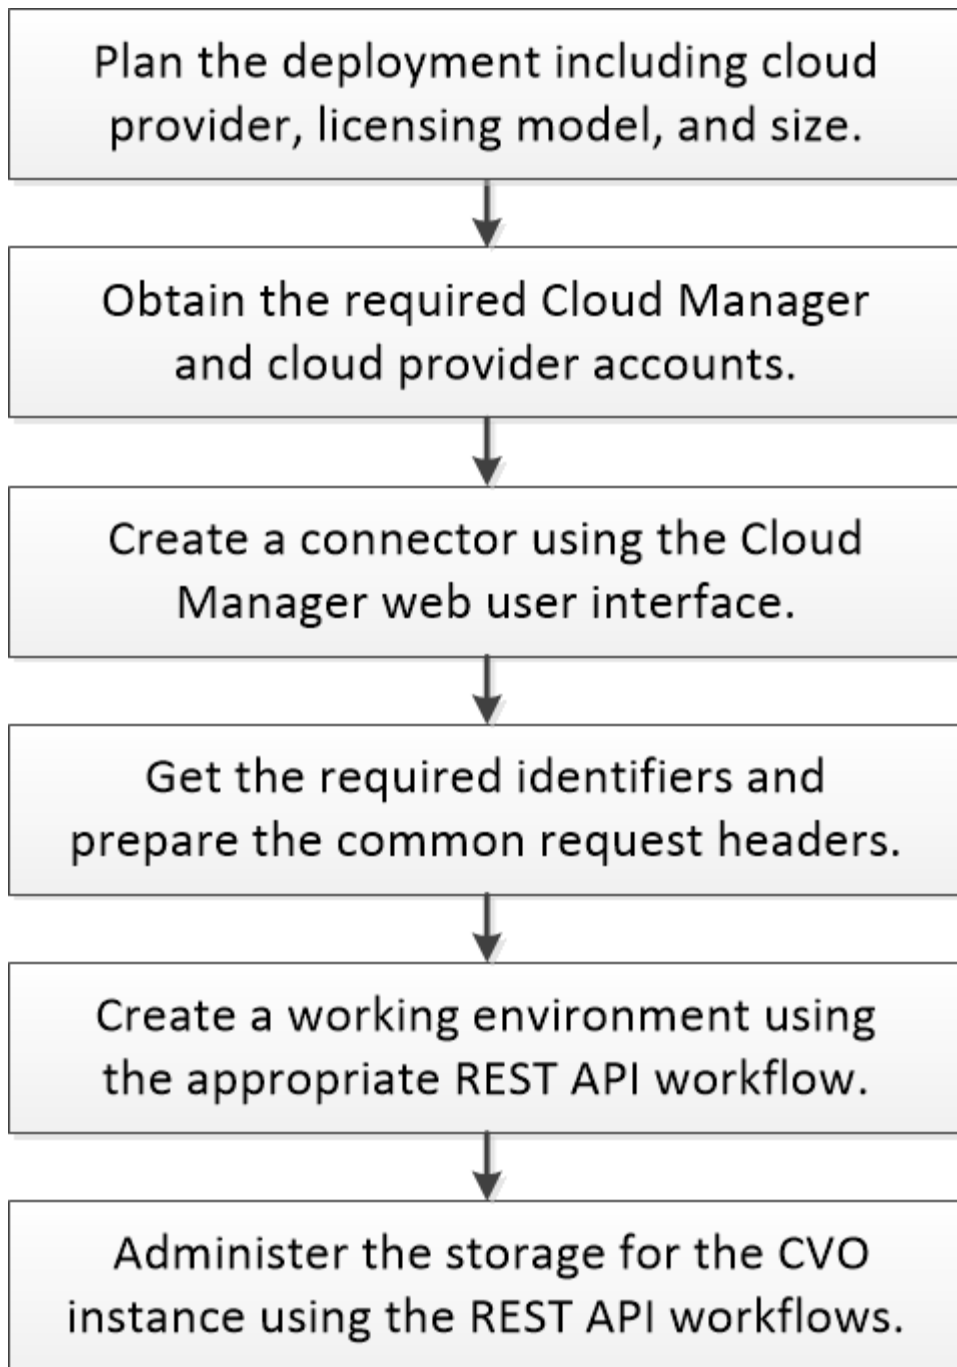 Plan the deployment including cloud
provider, licensing model, and size.
Obtain the required Cloud Manager
and cloud provider accounts.
Create a connector using the Cloud
Manager web user interface.
Get the required identifiers and
prepare the common request headers.
Create a working environment using
the appropriate REST API workflow.
Administer the storage for the CVO
instance using the REST API workflows.